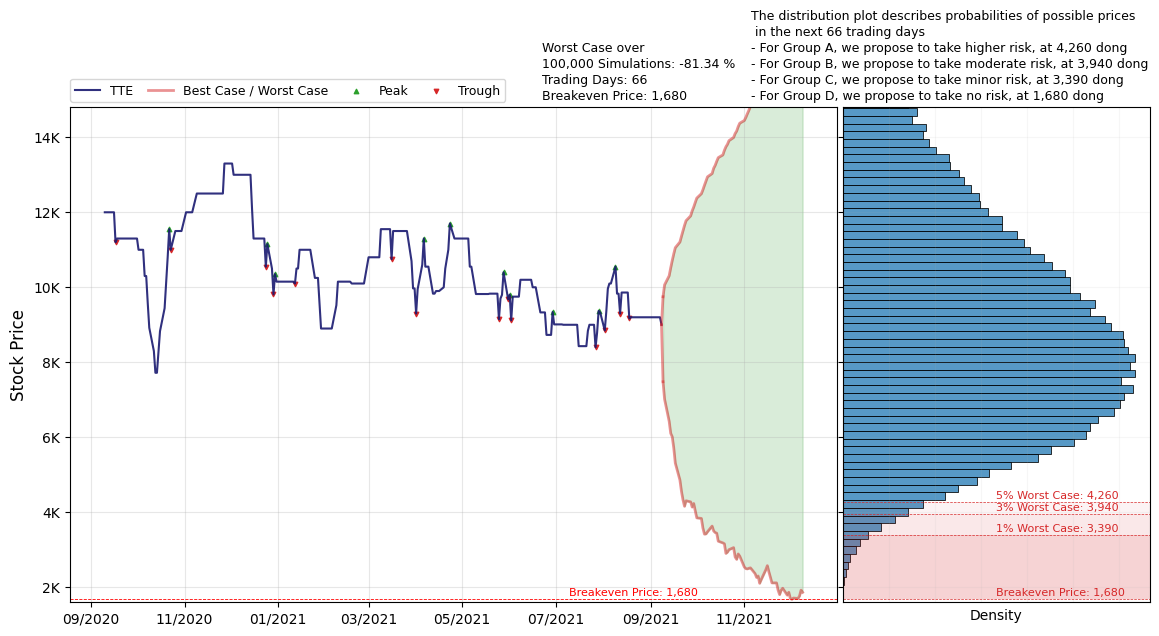 The distribution plot describes probabilities of possible prices
in the next 66 trading days
- For Group A, we propose to take higher risk, at 4,260 dong
- For Group B, we propose to take moderate risk, at 3,940 dong
- For Group C, we propose to take minor risk, at 3,390 dong
- For Group D, we propose to take no risk, at 1,680 dong
Worst Case over
100,000 Simulations: -81.34 %
Trading Days: 66
Breakeven Price: 1,680
TTE Best Case / Worst Case Peak Trough
Stock Price
14K
12K
10K
8K
6K
4K
2K
Breakeven Price: 1,680
09/2020 11/2020 01/2021 03/2021 05/2021 07/2021 09/2021 11/2021
5% Worst Case: 4,260
3% Worst Case: 3,940
1% Worst Case: 3,390
Breakeven Price: 1,680
Density